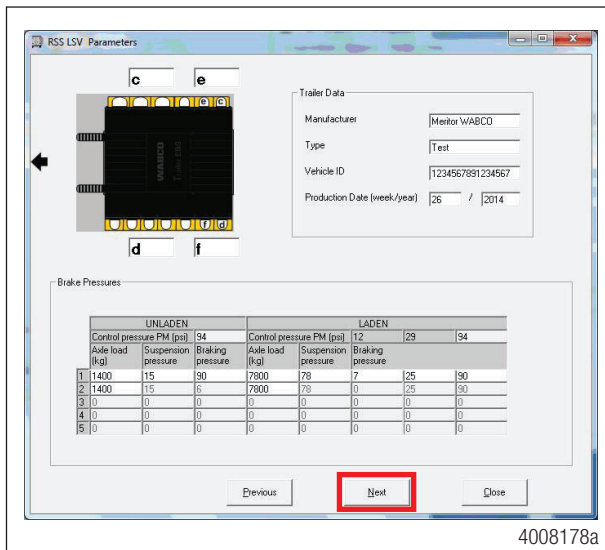 RSS LSV Parameters
c e
e c
WABCO
Trailer EBS
f d
d f
Trailer Data
Manufacturer Meritor WABCO
Type Test
Vehicle ID 1234567891234567
Production Date (week/year) 26 / 2014
Brake Pressures
UNLADEN LADEN
Control pressure PM (psi) 94 Control pressure PM (psi) 12 29 94
Axle load Suspension Braking Axle load Suspension Braking
(kg) pressure pressure (kg) pressure pressure
1 1400 15 90 7800 78 7 25 90
2 1400 15 6 7800 78 0 25 90
3 0 0 0 0 0 0 0 0
4 0 0 0 0 0 0 0 0
5 0 0 0 0 0 0 0 0
Previous Next Close
4008178a